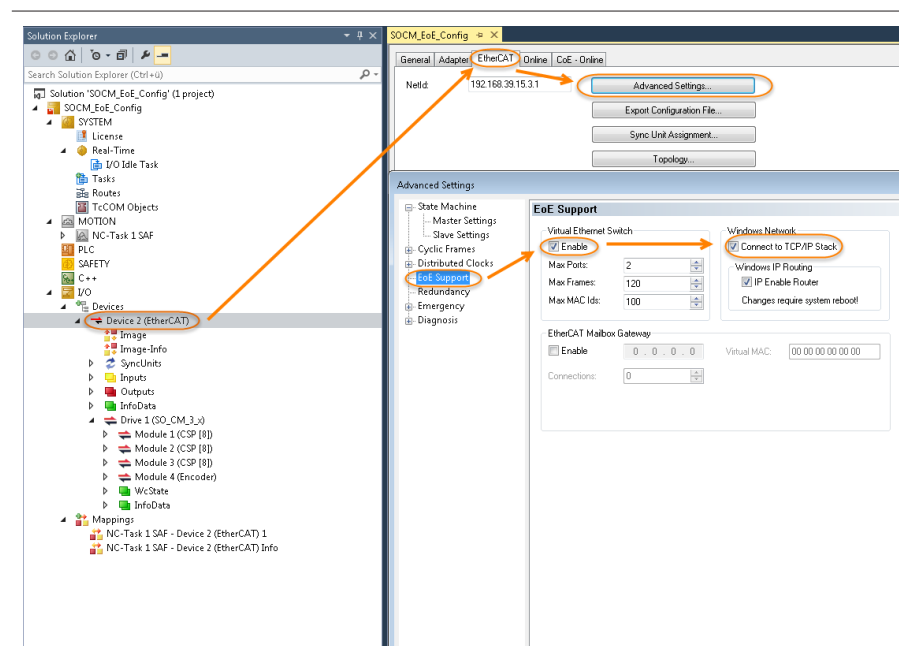 Solution Explorer
Search Solution Explorer (Ctrl+ü)
Solution 'SOCM_EoE_Config' (1 project)
SOCM_EoE_Config
SYSTEM
License
Real-Time
I/O Idle Task
Tasks
Routes
TcCOM Objects
MOTION
NC-Task 1 SAF
PLC
SAFETY
C++
I/O
Devices
Device 2 (EtherCAT)
Image
Image-Info
SyncUnits
Inputs
Outputs
InfoData
Drive 1 (SO_CM_3_x)
Module 1 (CSP [8])
Module 2 (CSP [8])
Module 3 (CSP [8])
Module 4 (Encoder)
WcState
InfoData
Mappings
NC-Task 1 SAF - Device 2 (EtherCAT) 1
NC-Task 1 SAF - Device 2 (EtherCAT) Info
SOCM_EoE_Config
General Adapter EtherCAT Online CoE - Online
NetId: 192.168.39.15.3.1 Advanced Settings...
Export Configuration File...
Sync Unit Assignment...
Topology...
Advanced Settings
State Machine
Master Settings
Slave Settings
Cyclic Frames
Distributed Clocks
EoE Support
Redundancy
Emergency
Diagnosis
EoE Support
Virtual Ethernet Switch
Enable
Max Ports: 2
Max Frames: 120
Max MAC Ids: 100
Windows Network
Connect to TCP/IP Stack
Windows IP Routing
IP Enable Router
Changes require system reboot!
EtherCAT Mailbox Gateway
Enable 0 . 0 . 0 . 0 Virtual MAC: 00 00 00 00 00 00
Connections: 0